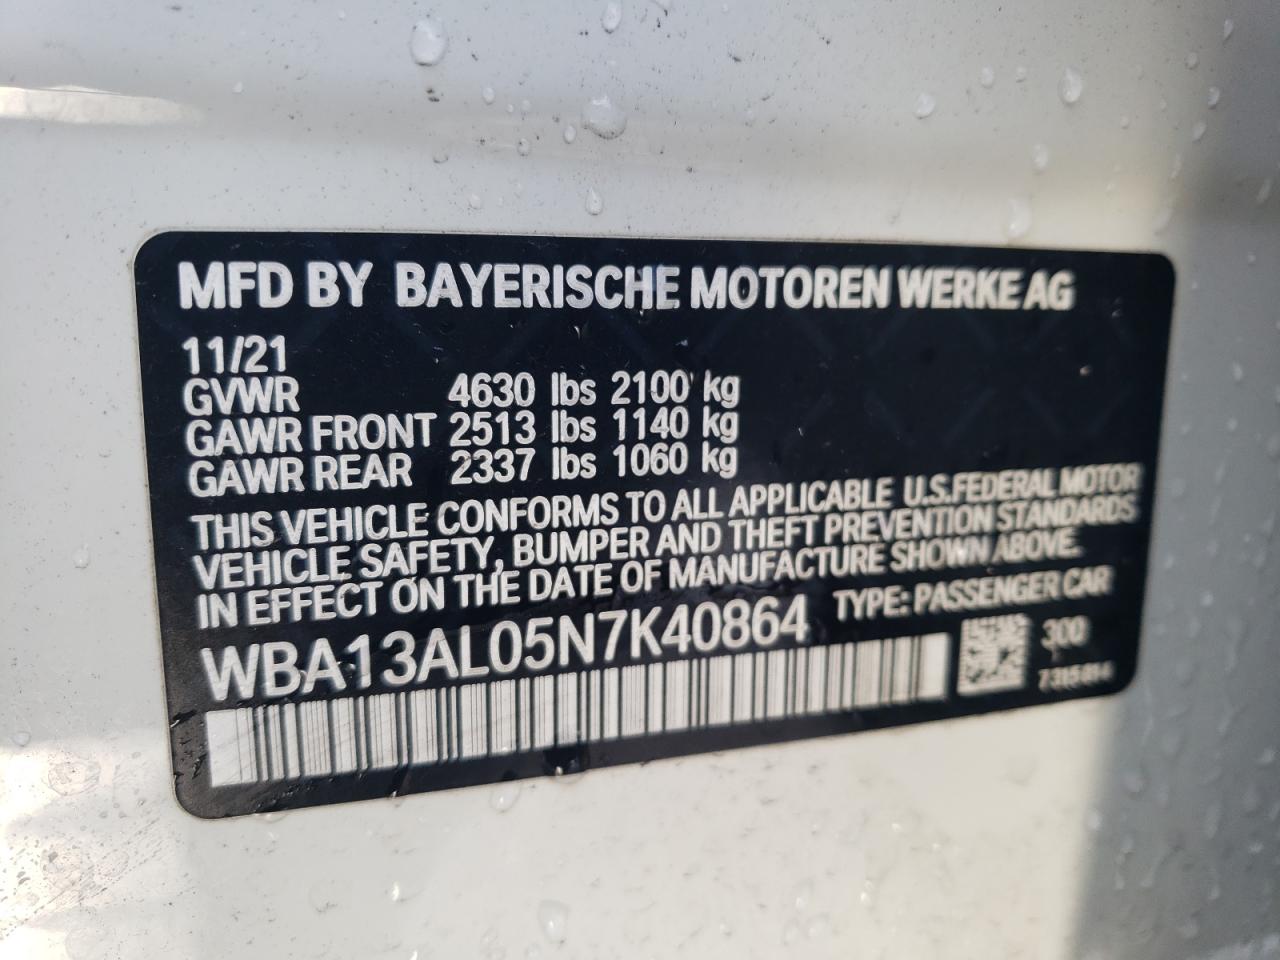 MFD BY BAYERISCHE MOTOREN WERKE AG
11/21
GVWR 4630 lbs 2100 kg
GAWR FRONT 2513 lbs 1140 kg
GAWR REAR 2337 lbs 1060 kg
THIS VEHICLE CONFORMS TO ALL APPLICABLE U.S.FEDERAL MOTOR
VEHICLE SAFETY, BUMPER AND THEFT PREVENTION STANDARDS
IN EFFECT ON THE DATE OF MANUFACTURE SHOWN ABOVE.
WBA13AL05N7K40864 TYPE: PASSENGER CAR
300